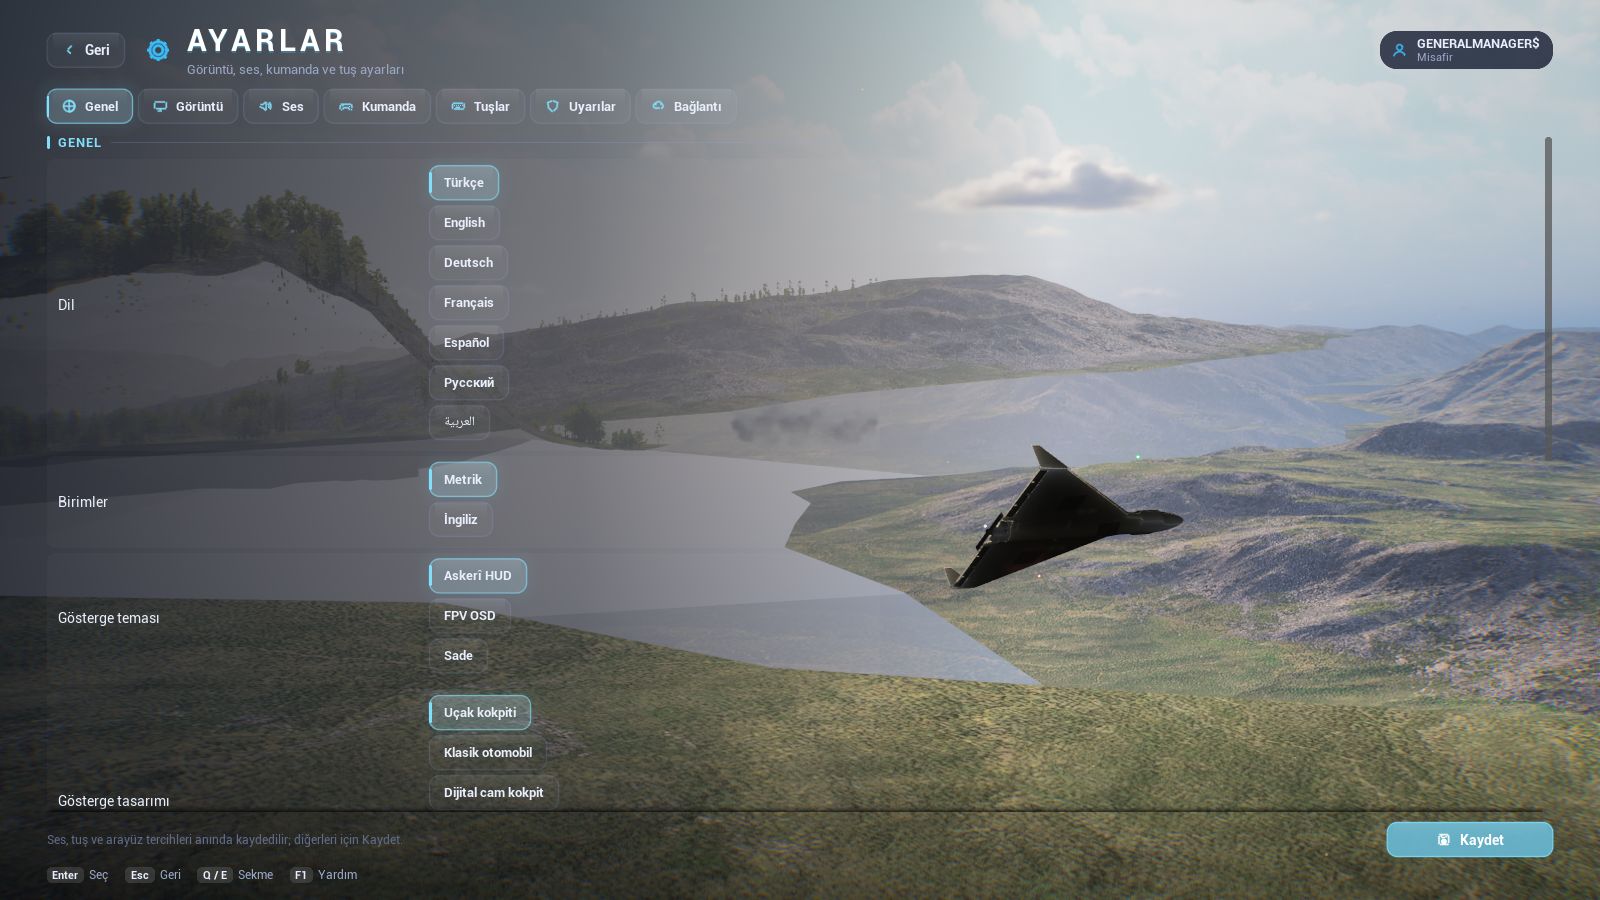 Geri
AYARLAR
Görüntü, ses, kumanda ve tuş ayarları
GENERALMANAGER$
Misafir
Genel
Görüntü
Ses
Kumanda
Tuşlar
Uyarılar
Bağlantı
GENEL
Dil
Türkçe
English
Deutsch
Français
Español
Русский
العربية
Birimler
Metrik
İngiliz
Gösterge teması
Askerî HUD
FPV OSD
Sade
Gösterge tasarımı
Uçak kokpiti
Klasik otomobil
Dijital cam kokpit
Ses, tuş ve arayüz tercihleri anında kaydedilir; diğerleri için Kaydet.
Kaydet
Enter Seç Esc Geri Q / E Sekme F1 Yardım